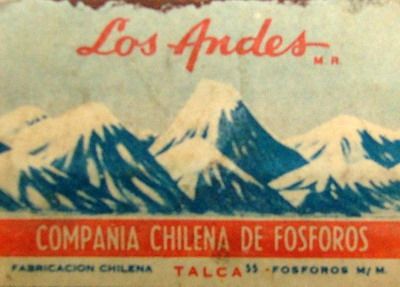 Los Andes
M.R.
COMPAÑIA CHILENA DE FOSFOROS
FABRICACION CHILENA TALCA 55 - FOSFOROS M/M.